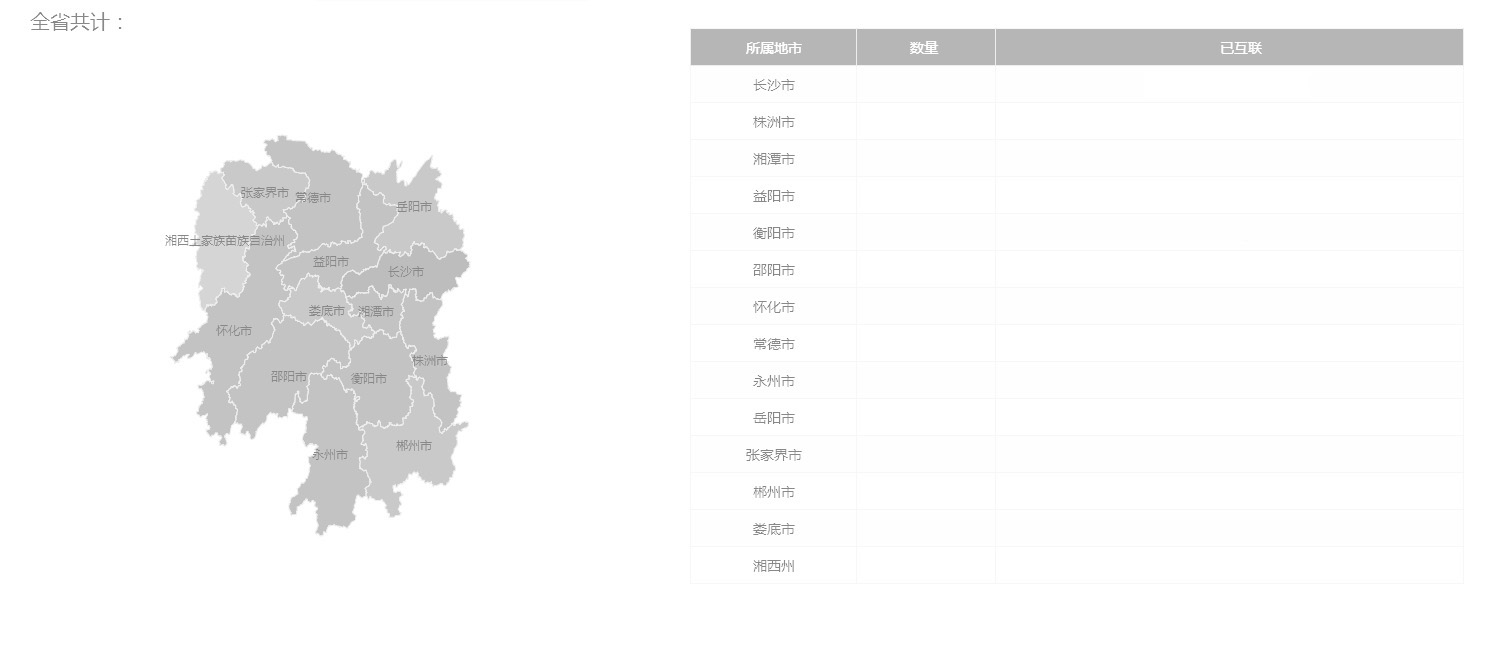 全省共计：
张家界市
常德市
岳阳市
湘西土家族苗族自治州
益阳市
长沙市
娄底市
湘潭市
怀化市
株洲市
邵阳市
衡阳市
郴州市
永州市
所属地市 数量 已互联
长沙市
株洲市
湘潭市
益阳市
衡阳市
邵阳市
怀化市
常德市
永州市
岳阳市
张家界市
郴州市
娄底市
湘西州